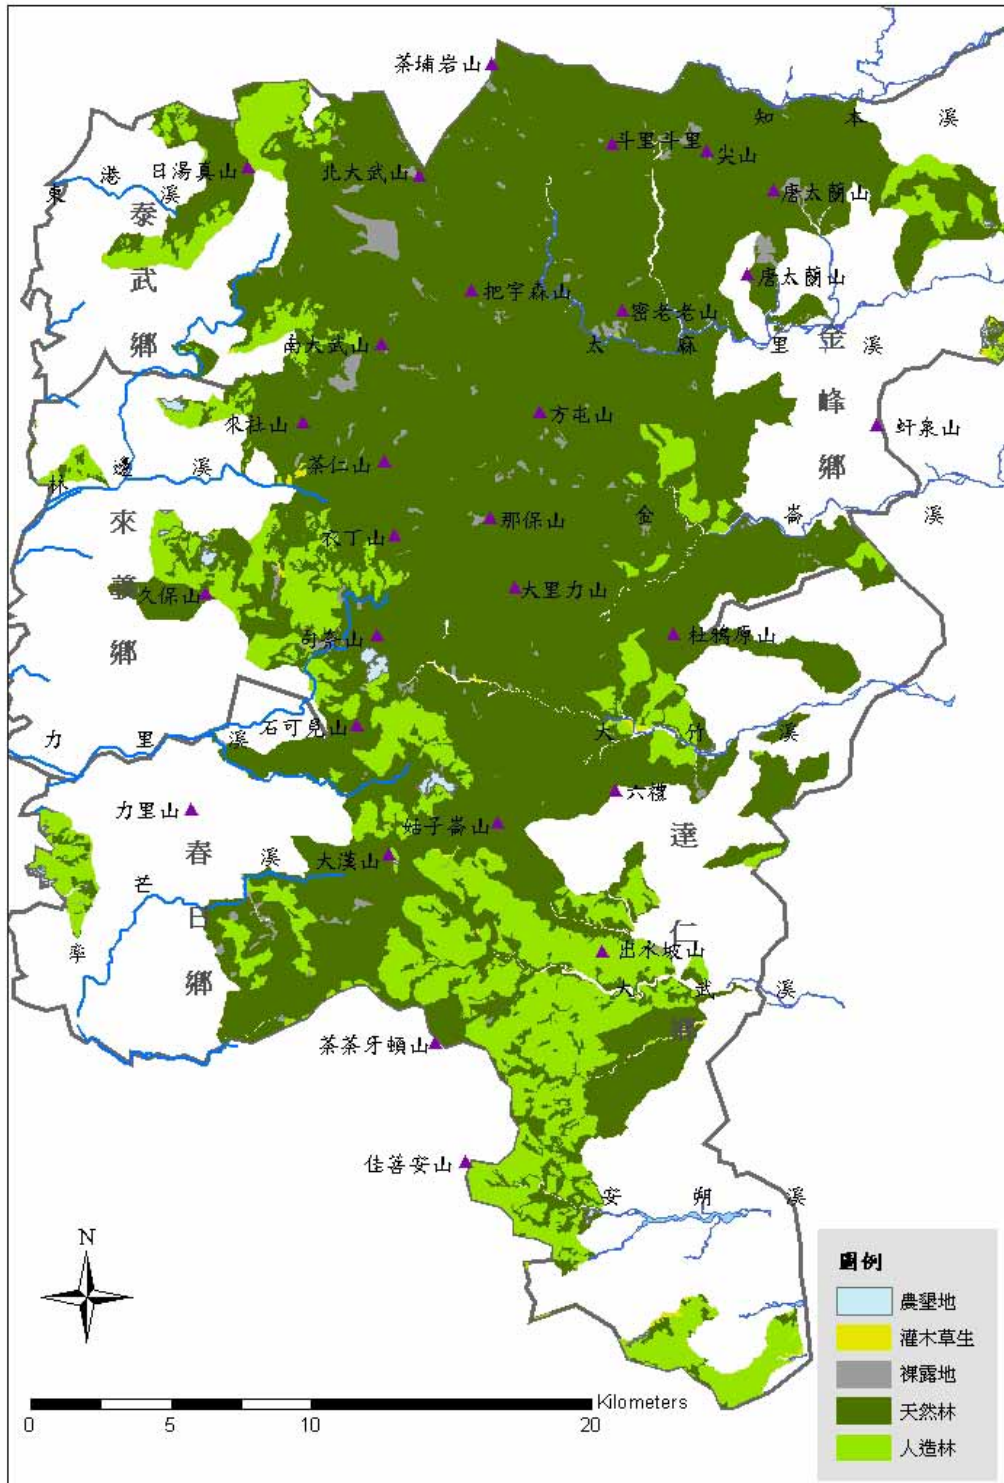 茶埔岩山
知 本 溪
斗里斗里
尖山
日湯真山
北大武山
東 港 溪
唐太蘭山
泰武鄉
唐太蘭山
把宇森山
密老老山
南大武山
太 麻 里 溪
金峰鄉
來社山
方屯山
虷泉山
茶仁山
林 邊 溪
來義鄉
那保山
金 崙 溪
衣丁山
久保山
大里力山
杜鴉原山
石可見山
大 竹 溪
力 里 溪
六禮
力里山
姑子崙山
達仁鄉
春日鄉
大漢山
率 芒 溪
出水坡山
大 武 溪
茶茶牙頓山
佳善安山
安 朔 溪
N
圖例
農墾地
灌木草生
裸露地
天然林
人造林
Kilometers
0 5 10 20